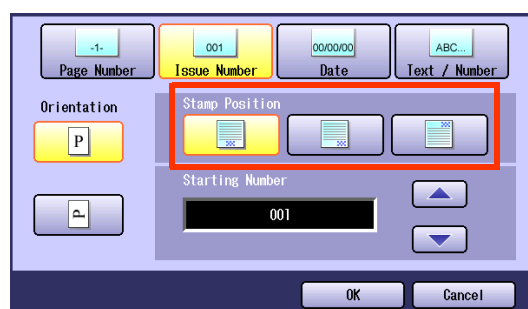 -1-
Page Number
001
Issue Number
00/00/00
Date
ABC...
Text / Number
Orientation
P
P
Stamp Position
Starting Number
001
OK
Cancel